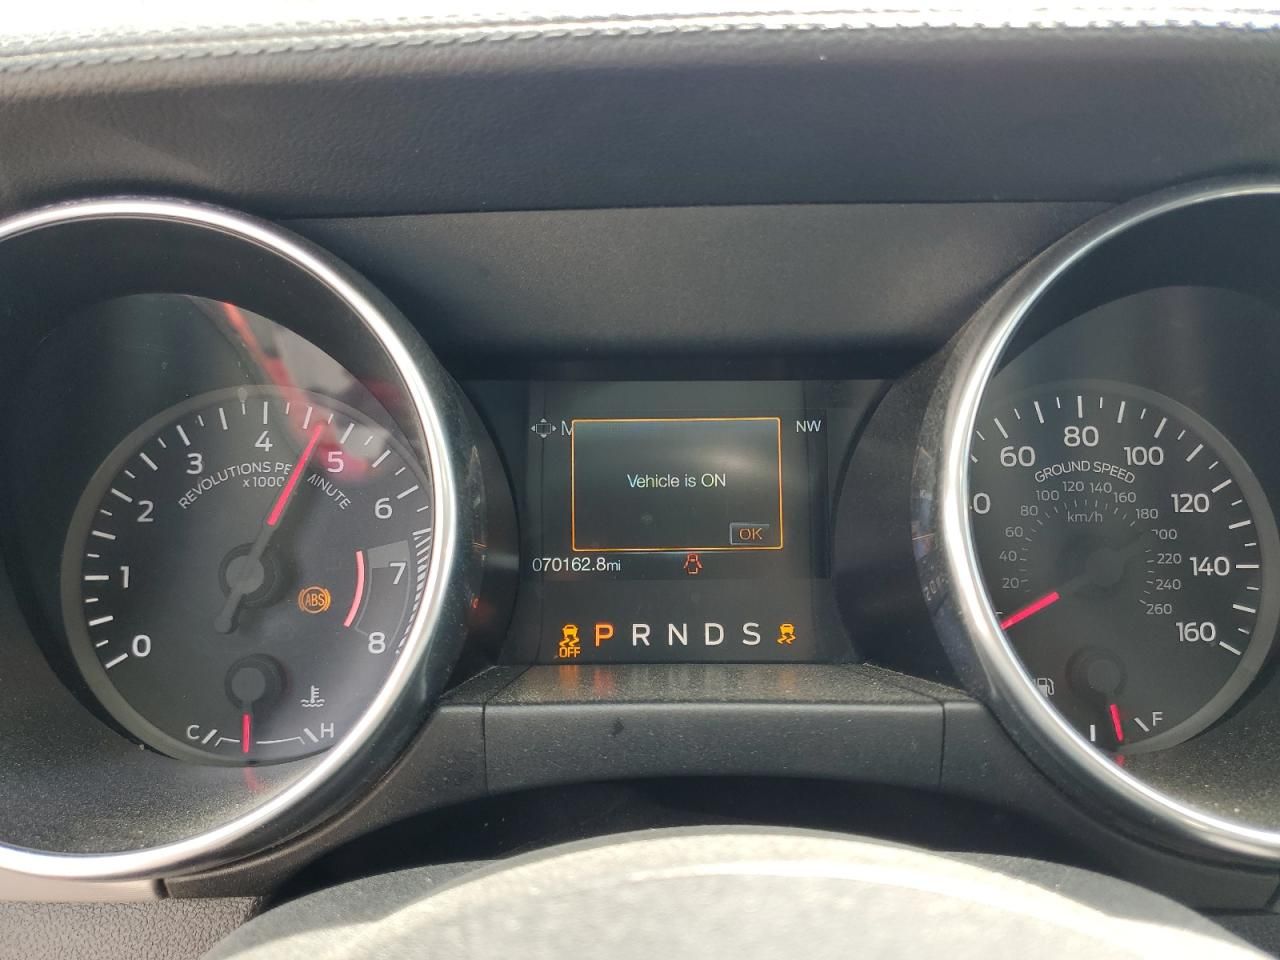 0 1 2 3 4 5 6 7 8
REVOLUTIONS PE
MINUTE
x1000
ABS
C H
M NW
Vehicle is ON
OK
070162.8mi
OFF P R N D S
60 80 100 120 140 160
GROUND SPEED
20 40 60 80 100 120 140 160 180 200 220 240 260
km/h
F